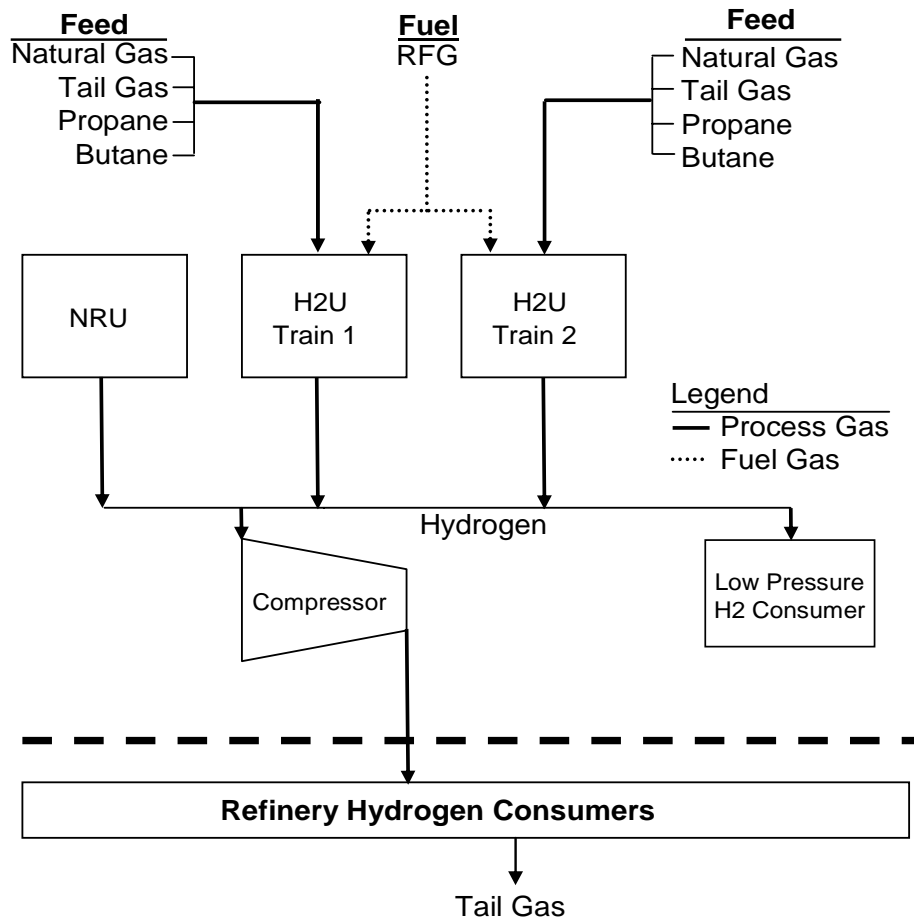 Feed
Natural Gas
Tail Gas
Propane
Butane
Fuel
RFG
Feed
Natural Gas
Tail Gas
Propane
Butane
NRU
H2U
Train 1
H2U
Train 2
Legend
Process Gas
Fuel Gas
Hydrogen
Compressor
Low Pressure
H2 Consumer
Refinery Hydrogen Consumers
Tail Gas